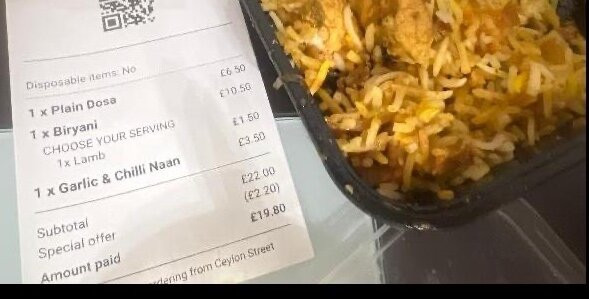 Disposable items: No
1 x Plain Dosa £6.50
1 x Biryani £10.50
CHOOSE YOUR SERVING
1x Lamb £1.50
1 x Garlic & Chilli Naan £3.50
Subtotal £22.00
Special offer (£2.20)
Amount paid £19.80
from Ceylon Street